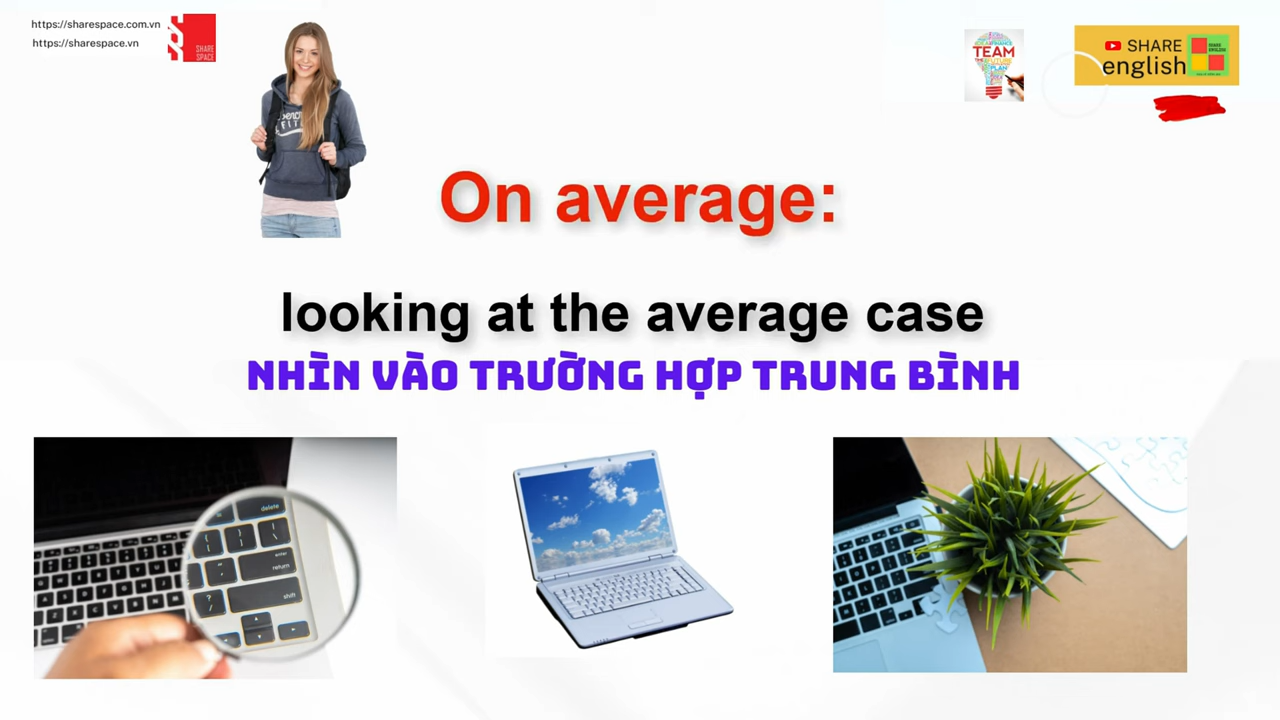 https://sharespace.com.vn
https://sharespace.vn
SHARE
SPACE
TEAM
PLAN
SHARE
english
On average:
looking at the average case
NHÌN VÀO TRƯỜNG HỢP TRUNG BÌNH
delete
enter
return
shift